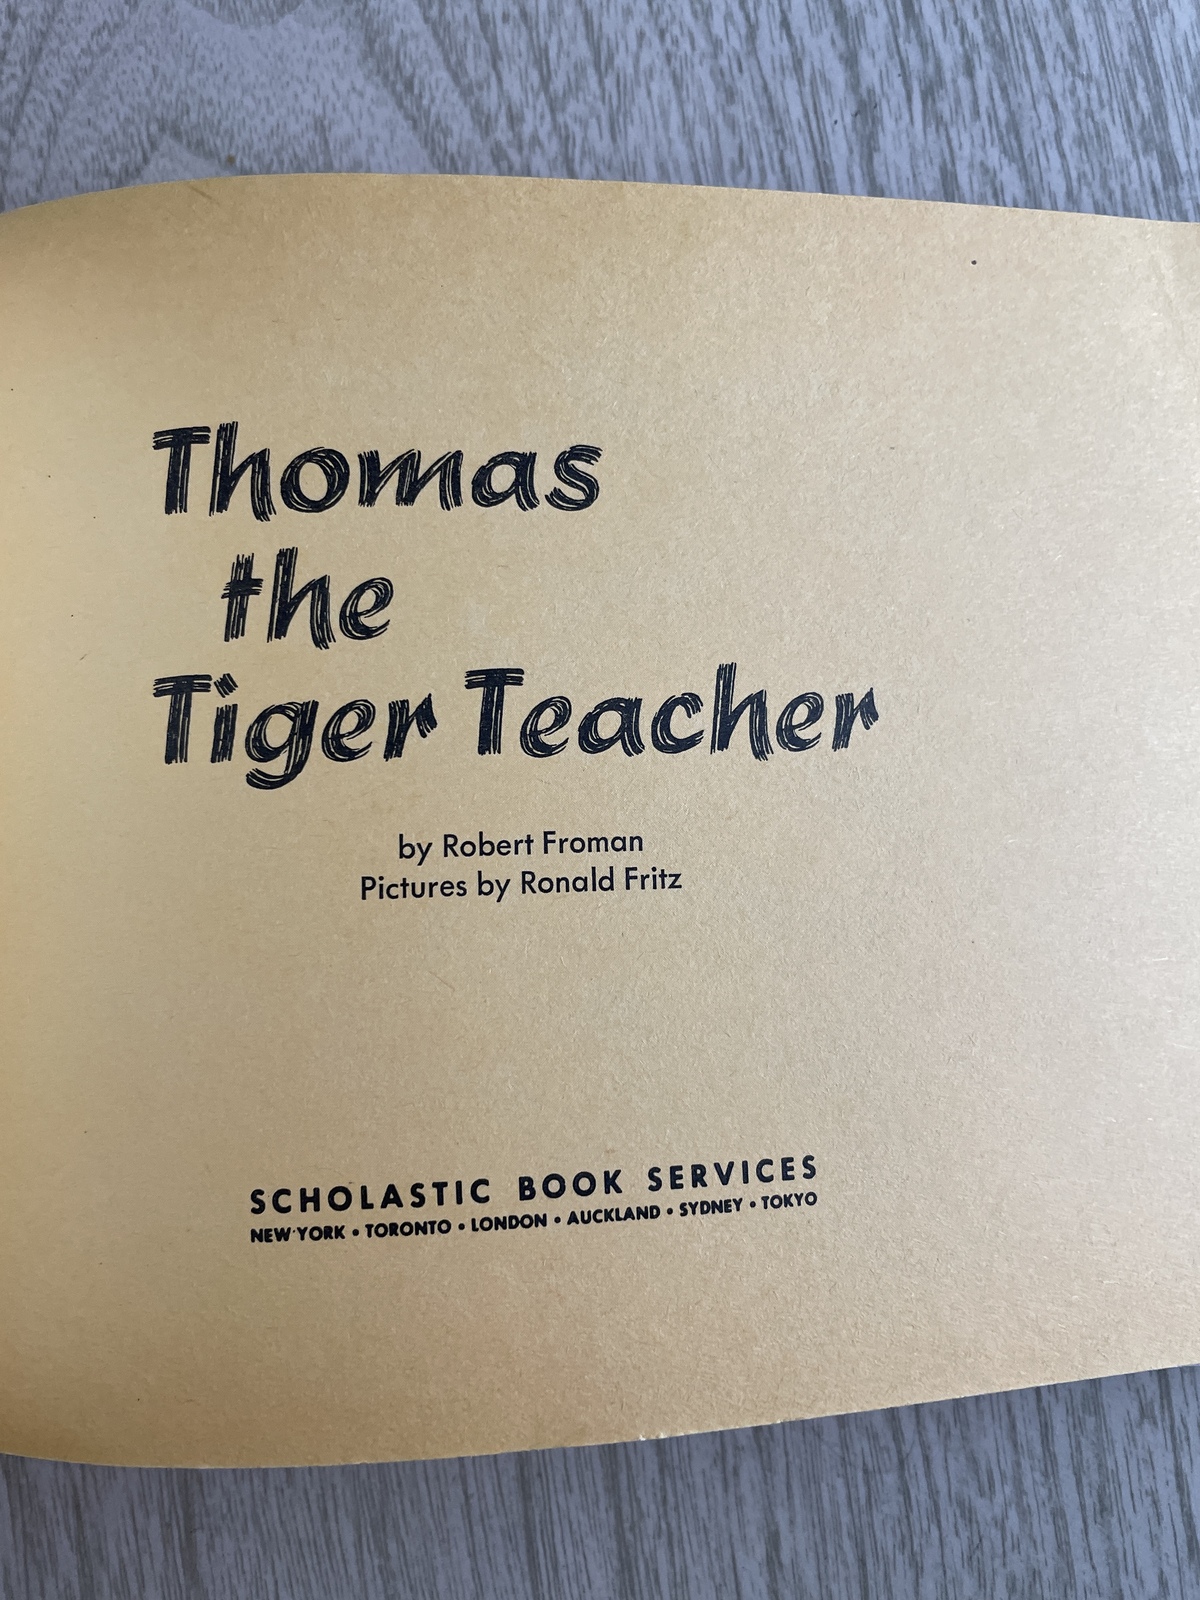 Thomas
the
Tiger Teacher
by Robert Froman
Pictures by Ronald Fritz
SCHOLASTIC BOOK SERVICES
NEW YORK • TORONTO • LONDON • AUCKLAND • SYDNEY • TOKYO